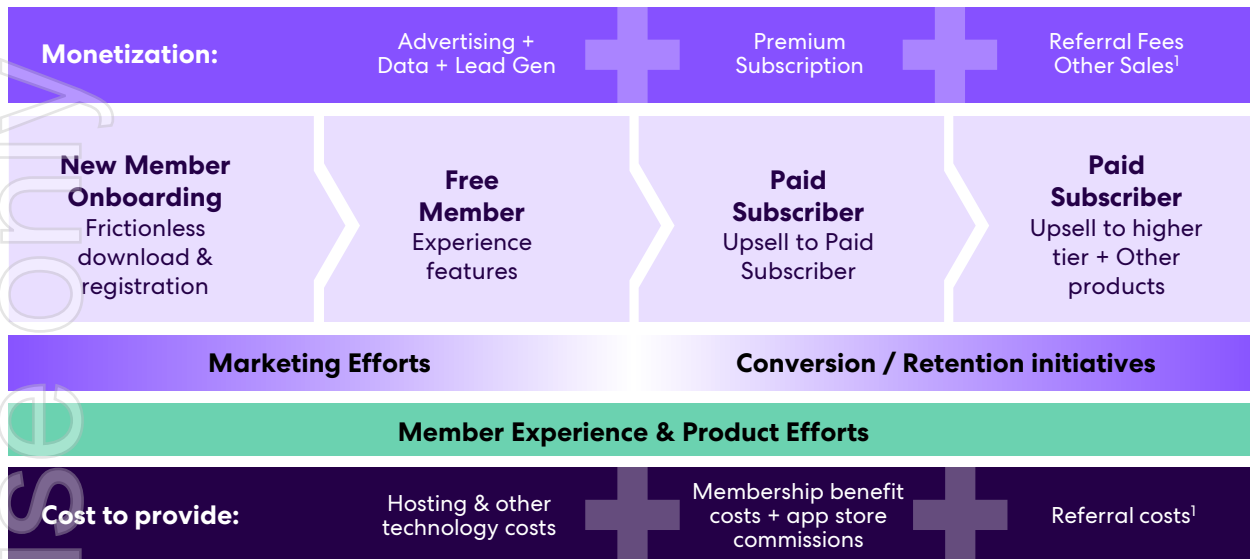 Monetization:
Advertising +
Data + Lead Gen
Premium
Subscription
Referral Fees
Other Sales¹
New Member
Onboarding
Frictionless
download &
registration
Free
Member
Experience
features
Paid
Subscriber
Upsell to Paid
Subscriber
Paid
Subscriber
Upsell to higher
tier + Other
products
Marketing Efforts
Conversion / Retention initiatives
Member Experience & Product Efforts
Cost to provide:
Hosting & other
technology costs
Membership benefit
costs + app store
commissions
Referral costs¹
use only